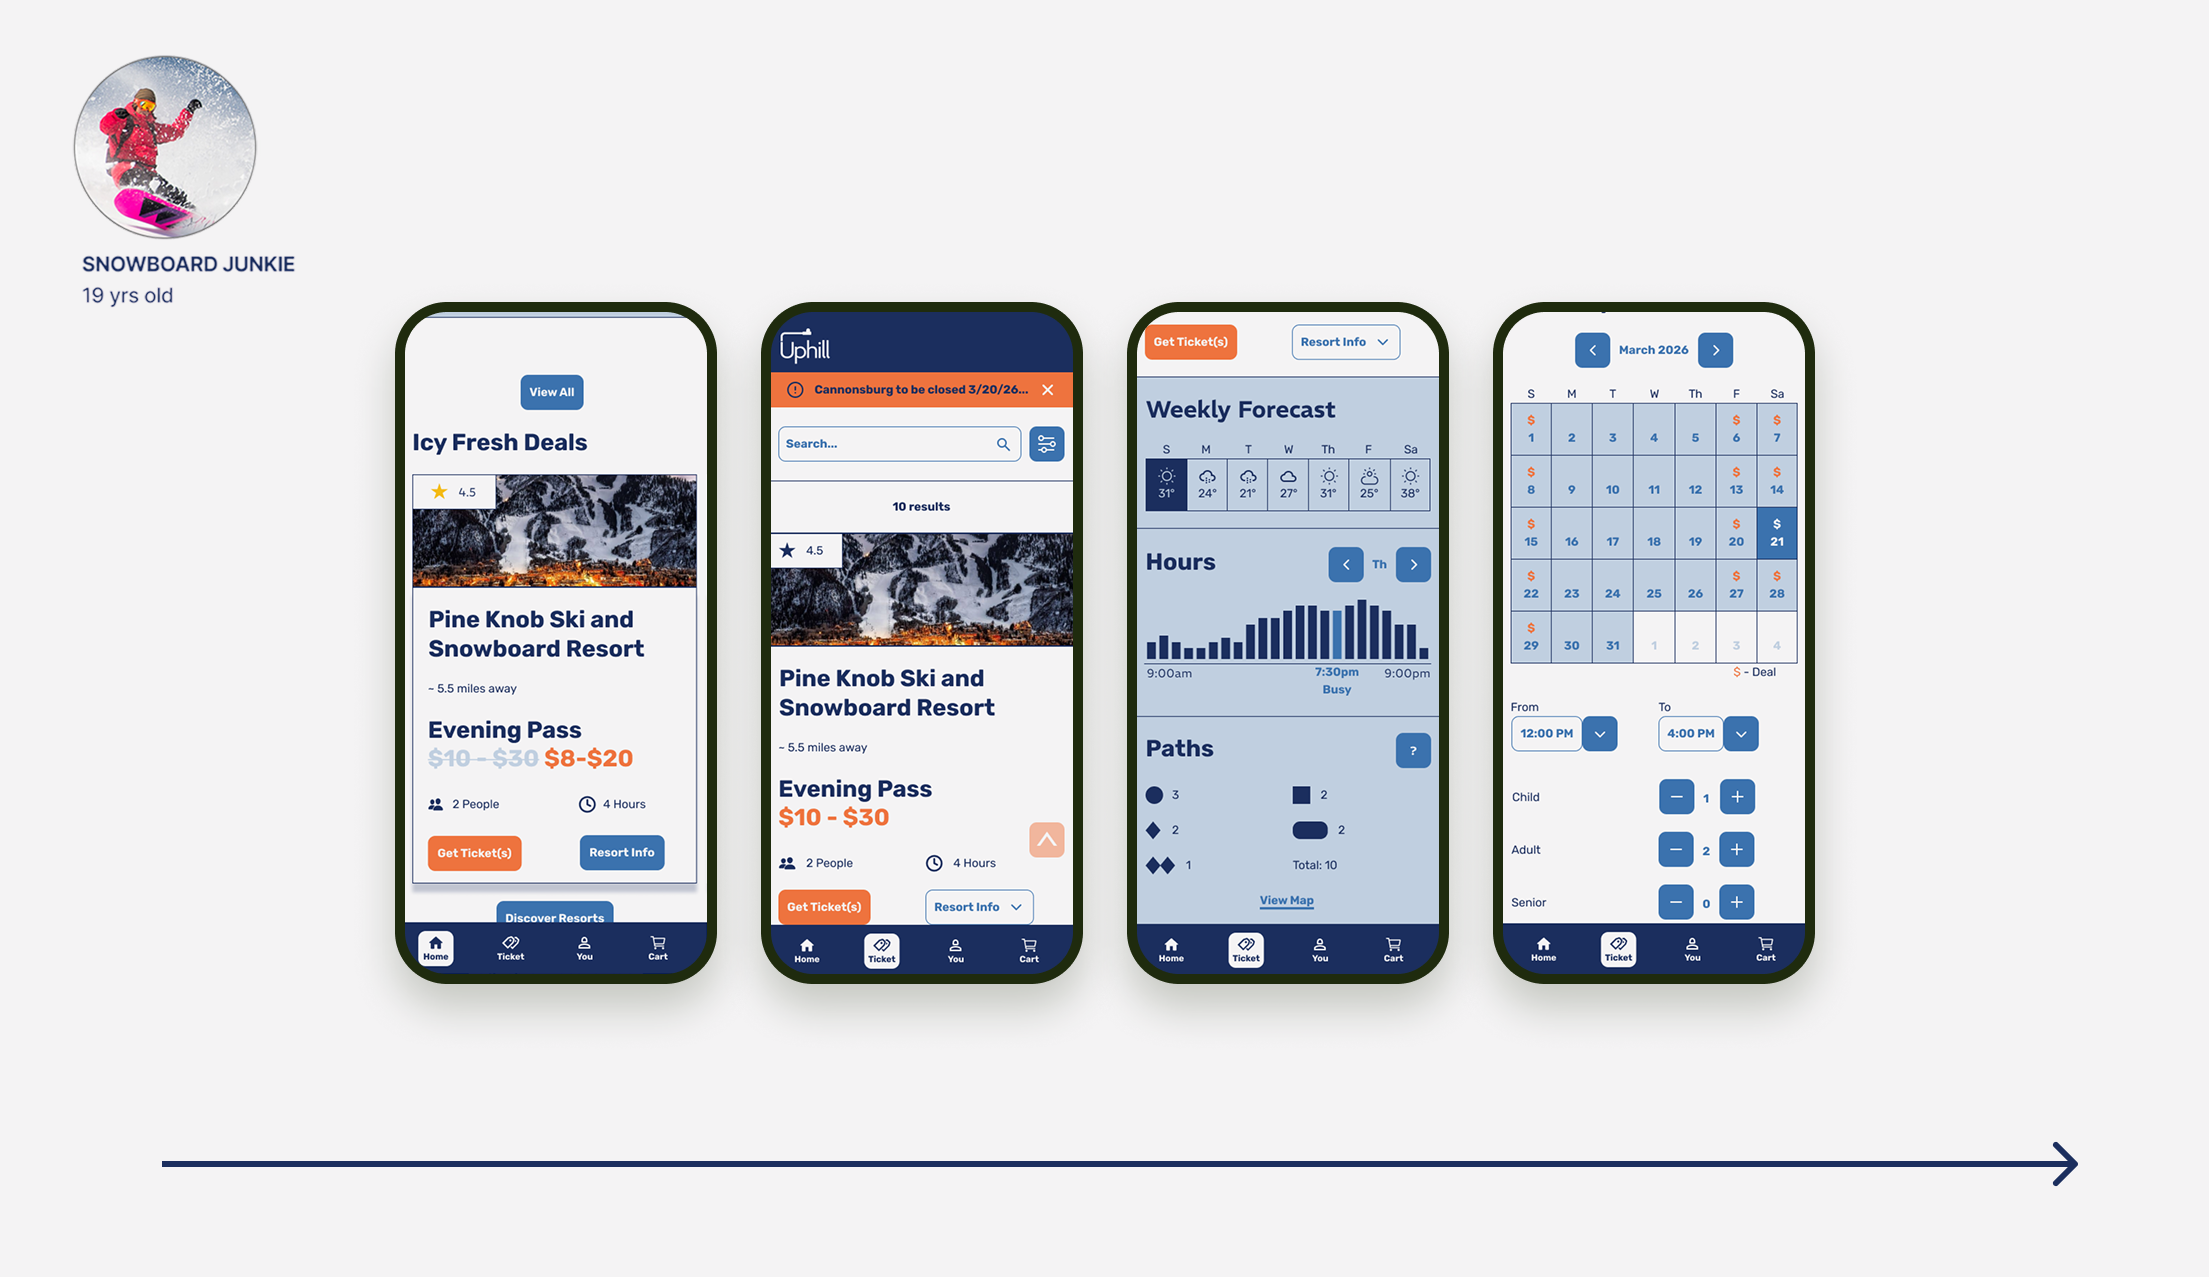 SNOWBOARD JUNKIE
19 yrs old
View All
Icy Fresh Deals
4.5
Pine Knob Ski and
Snowboard Resort
~ 5.5 miles away
Evening Pass
$10 - $30 $8-$20
2 People 4 Hours
Get Ticket(s) Resort Info
Discover Resorts
Home Ticket You Cart
Uphill
Cannonsburg to be closed 3/20/26...
Search...
10 results
4.5
Pine Knob Ski and
Snowboard Resort
~ 5.5 miles away
Evening Pass
$10 - $30
2 People 4 Hours
Get Ticket(s) Resort Info
Home Ticket You Cart
Get Ticket(s) Resort Info
Weekly Forecast
S M T W Th F Sa
31° 24° 21° 27° 31° 25° 38°
Hours Th
9:00am 7:30pm 9:00pm
Busy
Paths ?
3 2
2 2
1 Total: 10
View Map
Home Ticket You Cart
March 2026
S M T W Th F Sa
$ $ $
1 2 3 4 5 6 7
$ $ $
8 9 10 11 12 13 14
$ $ $
15 16 17 18 19 20 21
$ $ $
22 23 24 25 26 27 28
$
29 30 31 1 2 3 4
$ - Deal
From To
12:00 PM 4:00 PM
Child 1
Adult 2
Senior 0
Home Ticket You Cart